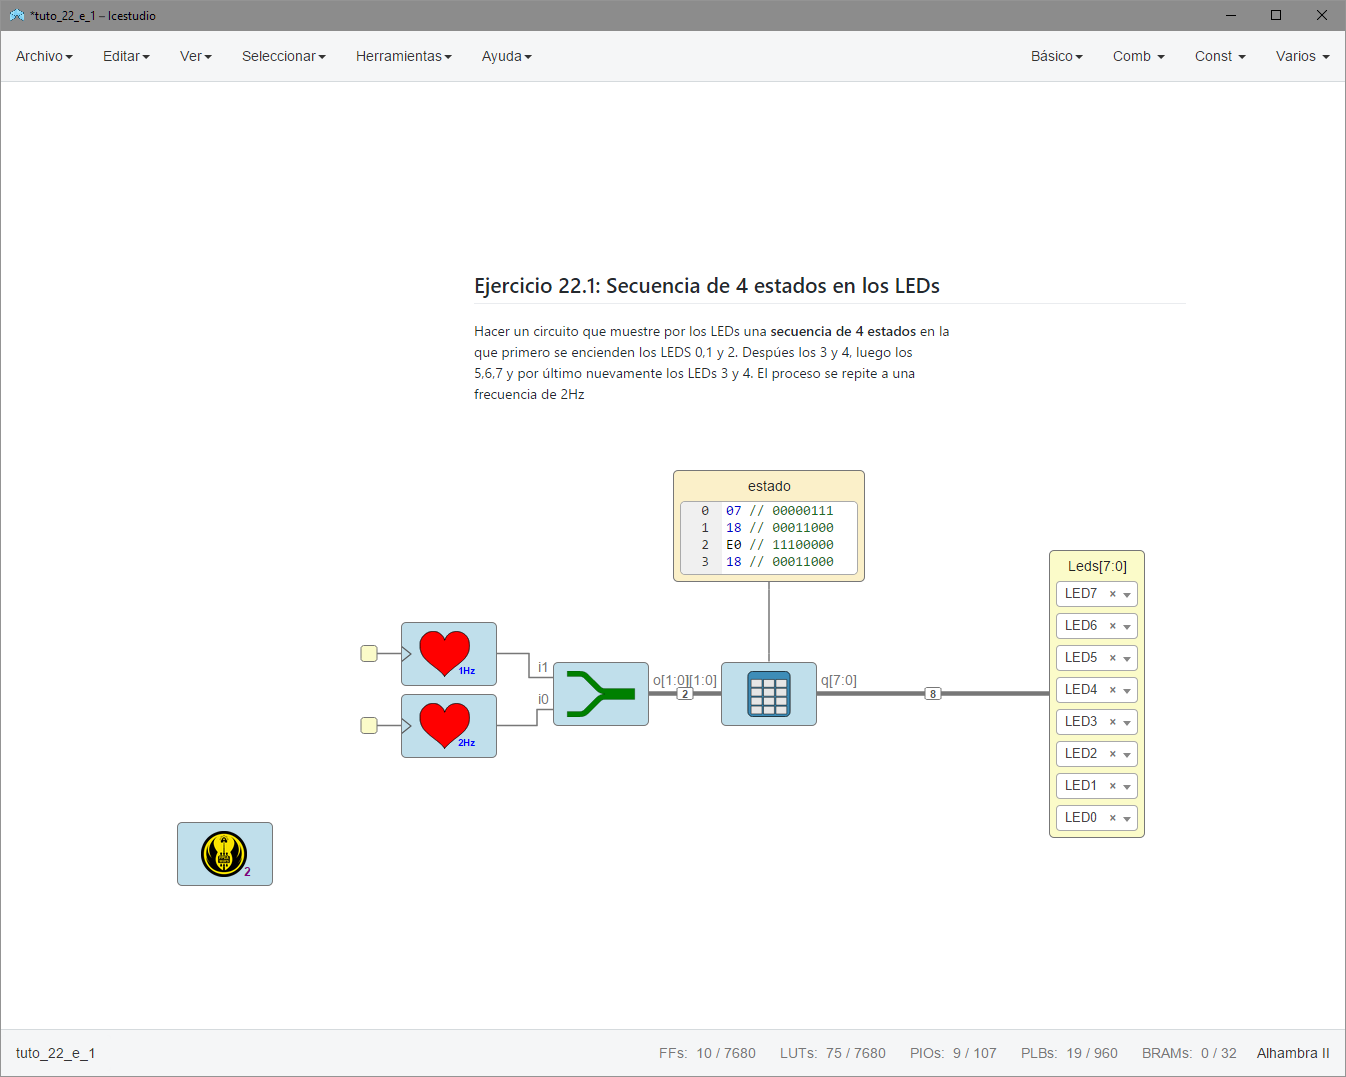 *tuto_22_e_1 – Icestudio
Archivo Editar Ver Seleccionar Herramientas Ayuda Básico Comb Const Varios
Ejercicio 22.1: Secuencia de 4 estados en los LEDs
Hacer un circuito que muestre por los LEDs una secuencia de 4 estados en la
que primero se encienden los LEDS 0,1 y 2. Despúes los 3 y 4, luego los
5,6,7 y por último nuevamente los LEDs 3 y 4. El proceso se repite a una
frecuencia de 2Hz
estado
0 07 // 00000111
1 18 // 00011000
2 E0 // 11100000
3 18 // 00011000
Leds[7:0]
LED7 ×
LED6 ×
LED5 ×
LED4 ×
LED3 ×
LED2 ×
LED1 ×
LED0 ×
1Hz
i1
i0
2Hz
o[1:0][1:0]
2
q[7:0]
8
2
tuto_22_e_1 FFs: 10 / 7680 LUTs: 75 / 7680 PIOs: 9 / 107 PLBs: 19 / 960 BRAMs: 0 / 32 Alhambra II